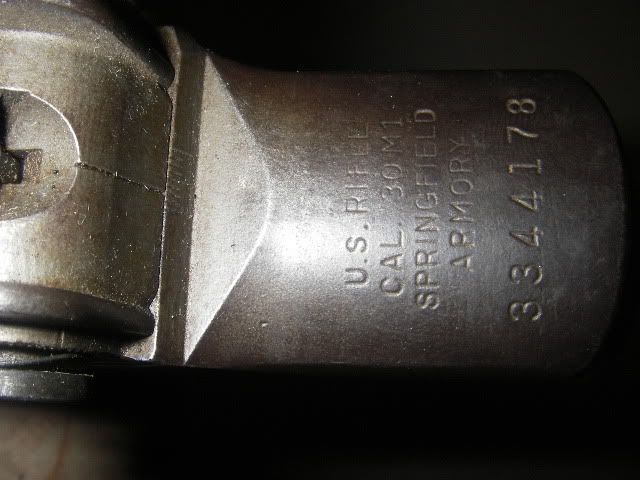 U.S. RIFLE
CAL. 30 M1
SPRINGFIELD
ARMORY
3344178